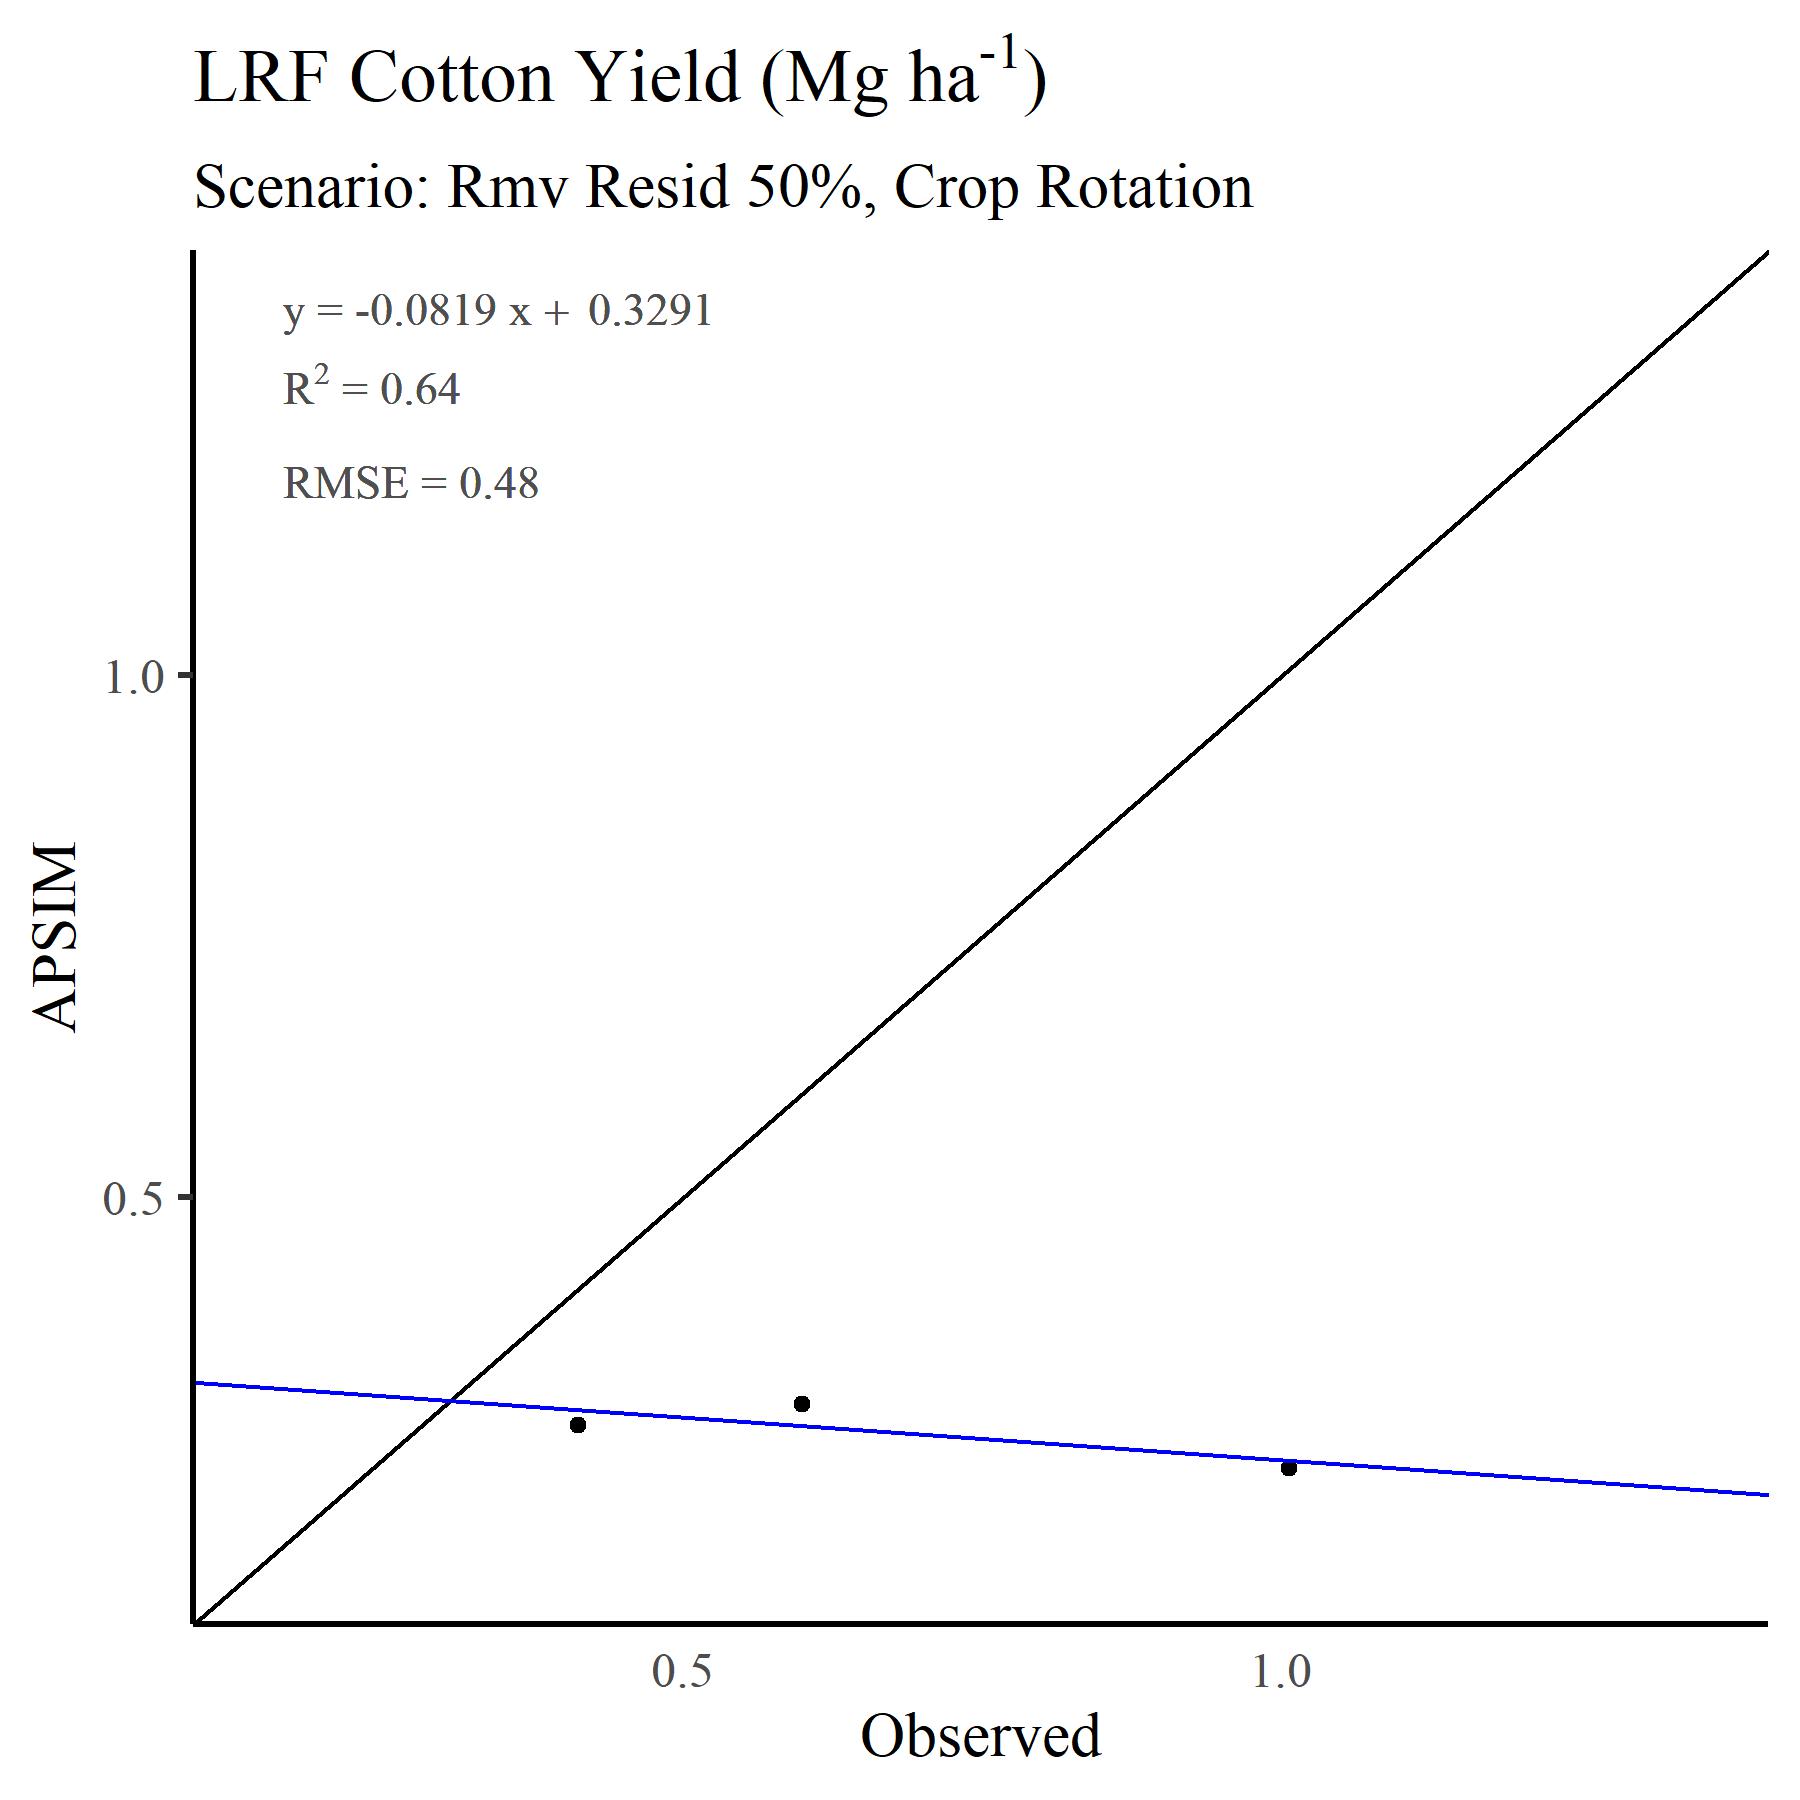 LRF Cotton Yield (Mg ha⁻¹)
Scenario: Rmv Resid 50%, Crop Rotation
y = -0.0819 x + 0.3291
R² = 0.64
RMSE = 0.48
1.0
0.5
APSIM
0.5 1.0
Observed